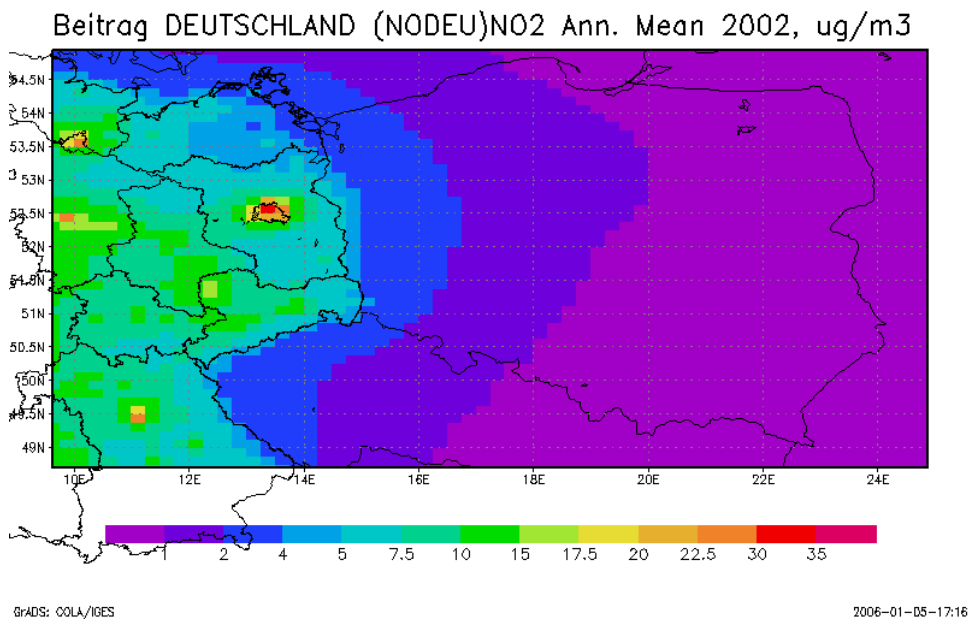 Beitrag DEUTSCHLAND (NODEU)NO2 Ann. Mean 2002, ug/m3
54.5N
54N
53.5N
53N
52.5N
52N
51.5N
51N
50.5N
50N
49.5N
49N
10E 12E 14E 16E 18E 20E 22E 24E
1 2 4 5 7.5 10 15 17.5 20 22.5 30 35
GrADS: COLA/IGES 2006-01-05-17:16